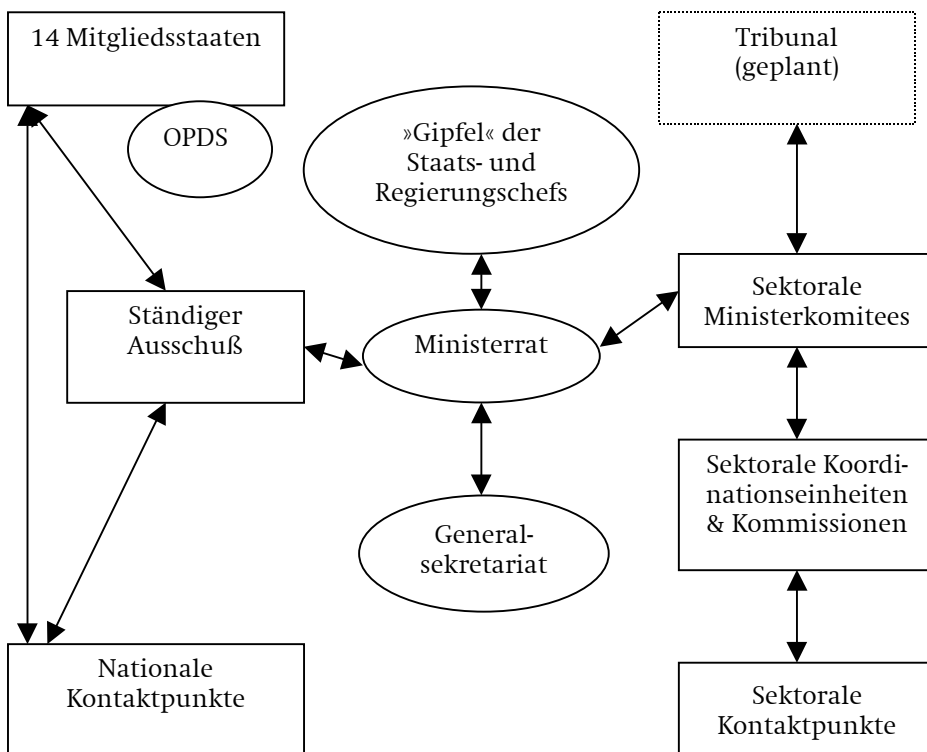 14 Mitgliedsstaaten
OPDS
»Gipfel« der
Staats- und
Regierungschefs
Tribunal
(geplant)
Ständiger
Ausschuß
Ministerrat
Sektorale
Ministerkomitees
General-
sekretariat
Sektorale Koordi-
nationseinheiten
& Kommissionen
Nationale
Kontaktpunkte
Sektorale
Kontaktpunkte